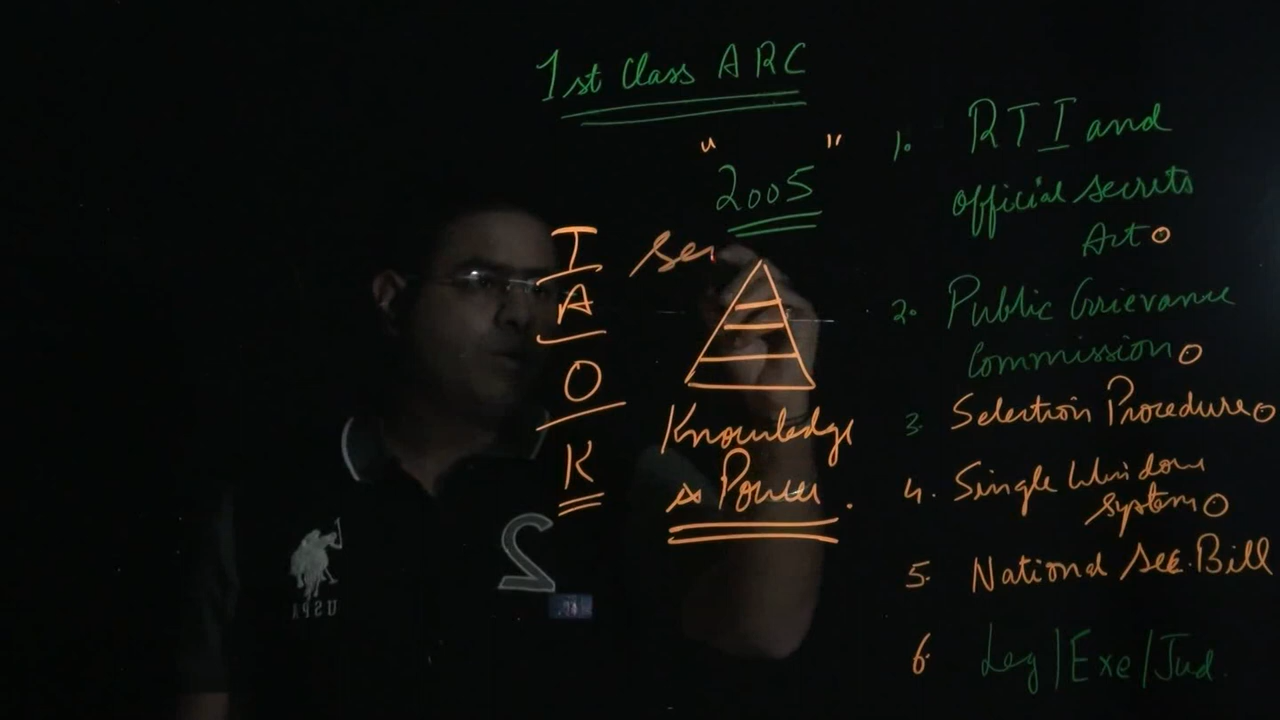 1st Class ARC
" 2005 "
I
A
O
K
Se
Knowledge
is Power.
1. RTI and
official secrets
Act
2. Public Grievance
Commission
3. Selection Procedure
4. Single Window
System
5. National Sec. Bill
6. Leg/Exe/Jud.
2
USPA